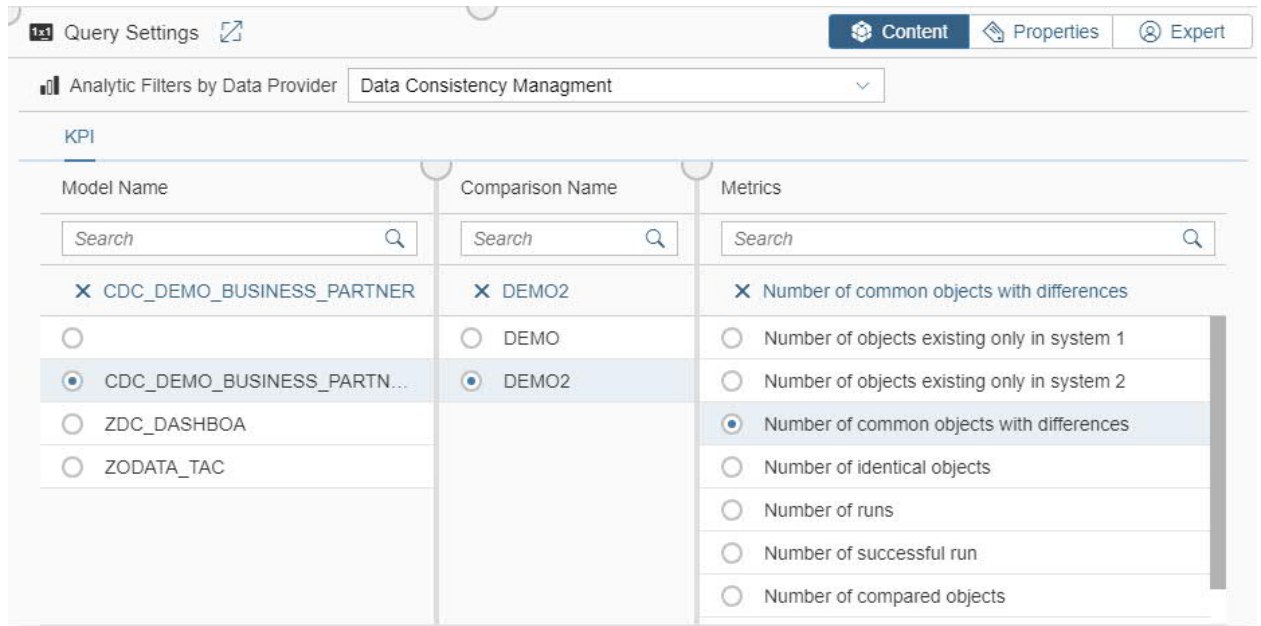 1x1 Query Settings
Content
Properties
Expert
Analytic Filters by Data Provider
Data Consistency Managment
KPI
Model Name
Search
CDC_DEMO_BUSINESS_PARTNER
CDC_DEMO_BUSINESS_PARTN...
ZDC_DASHBOA
ZODATA_TAC
Comparison Name
Search
DEMO2
DEMO
DEMO2
Metrics
Search
Number of common objects with differences
Number of objects existing only in system 1
Number of objects existing only in system 2
Number of common objects with differences
Number of identical objects
Number of runs
Number of successful run
Number of compared objects